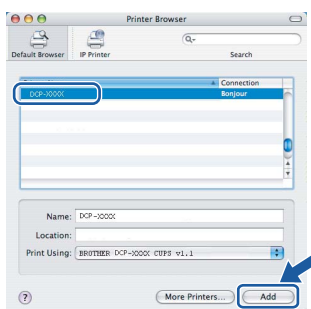 Printer Browser
Default Browser
IP Printer
Q-
Search
Connection
DCP-XXXX
Bonjour
Name: DCP-XXXX
Location:
Print Using: BROTHER DCP-XXXX CUPS v1.1
?
More Printers...
Add